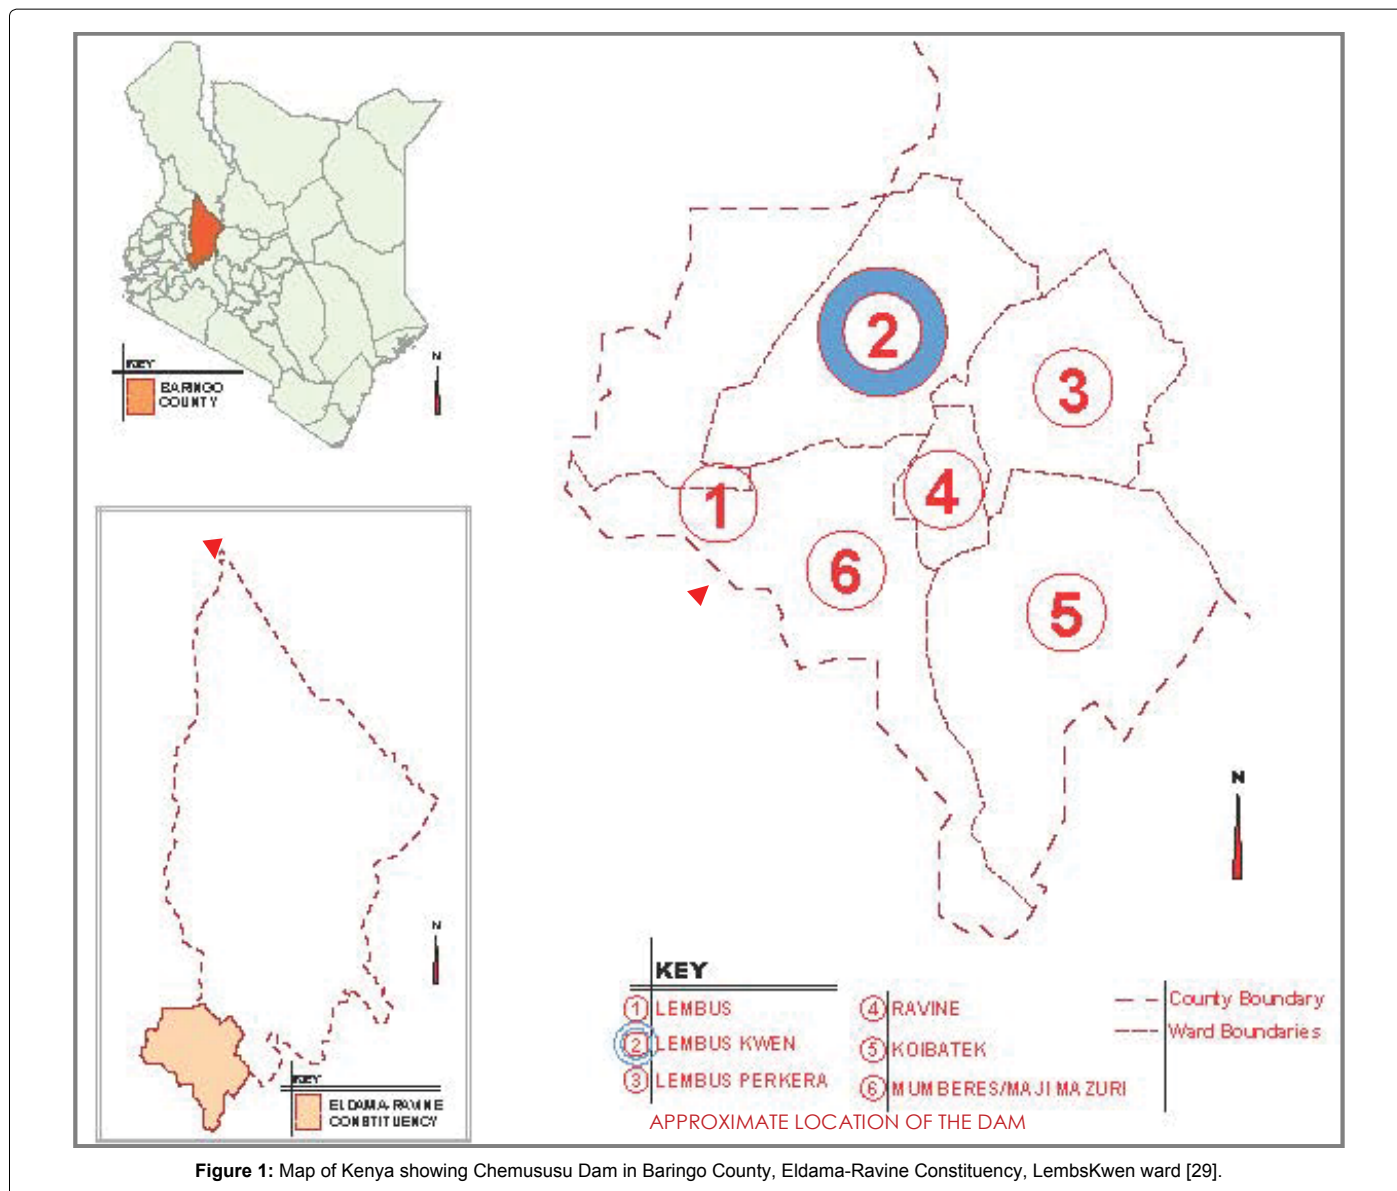 KEY
BARINGO
COUNTY
N
2
3
1
4
6
5
N
N
KEY
ELDAMA-RAVINE
CONSTITUENCY
KEY
1 LEMBUS
2 LEMBUS KWEN
3 LEMBUS PERKERA
4 RAVINE
5 KOIBATEK
6 MUMBERES/MAJI MAZURI
County Boundary
Ward Boundaries
APPROXIMATE LOCATION OF THE DAM
Figure 1: Map of Kenya showing Chemususu Dam in Baringo County, Eldama-Ravine Constituency, LembsKwen ward [29].